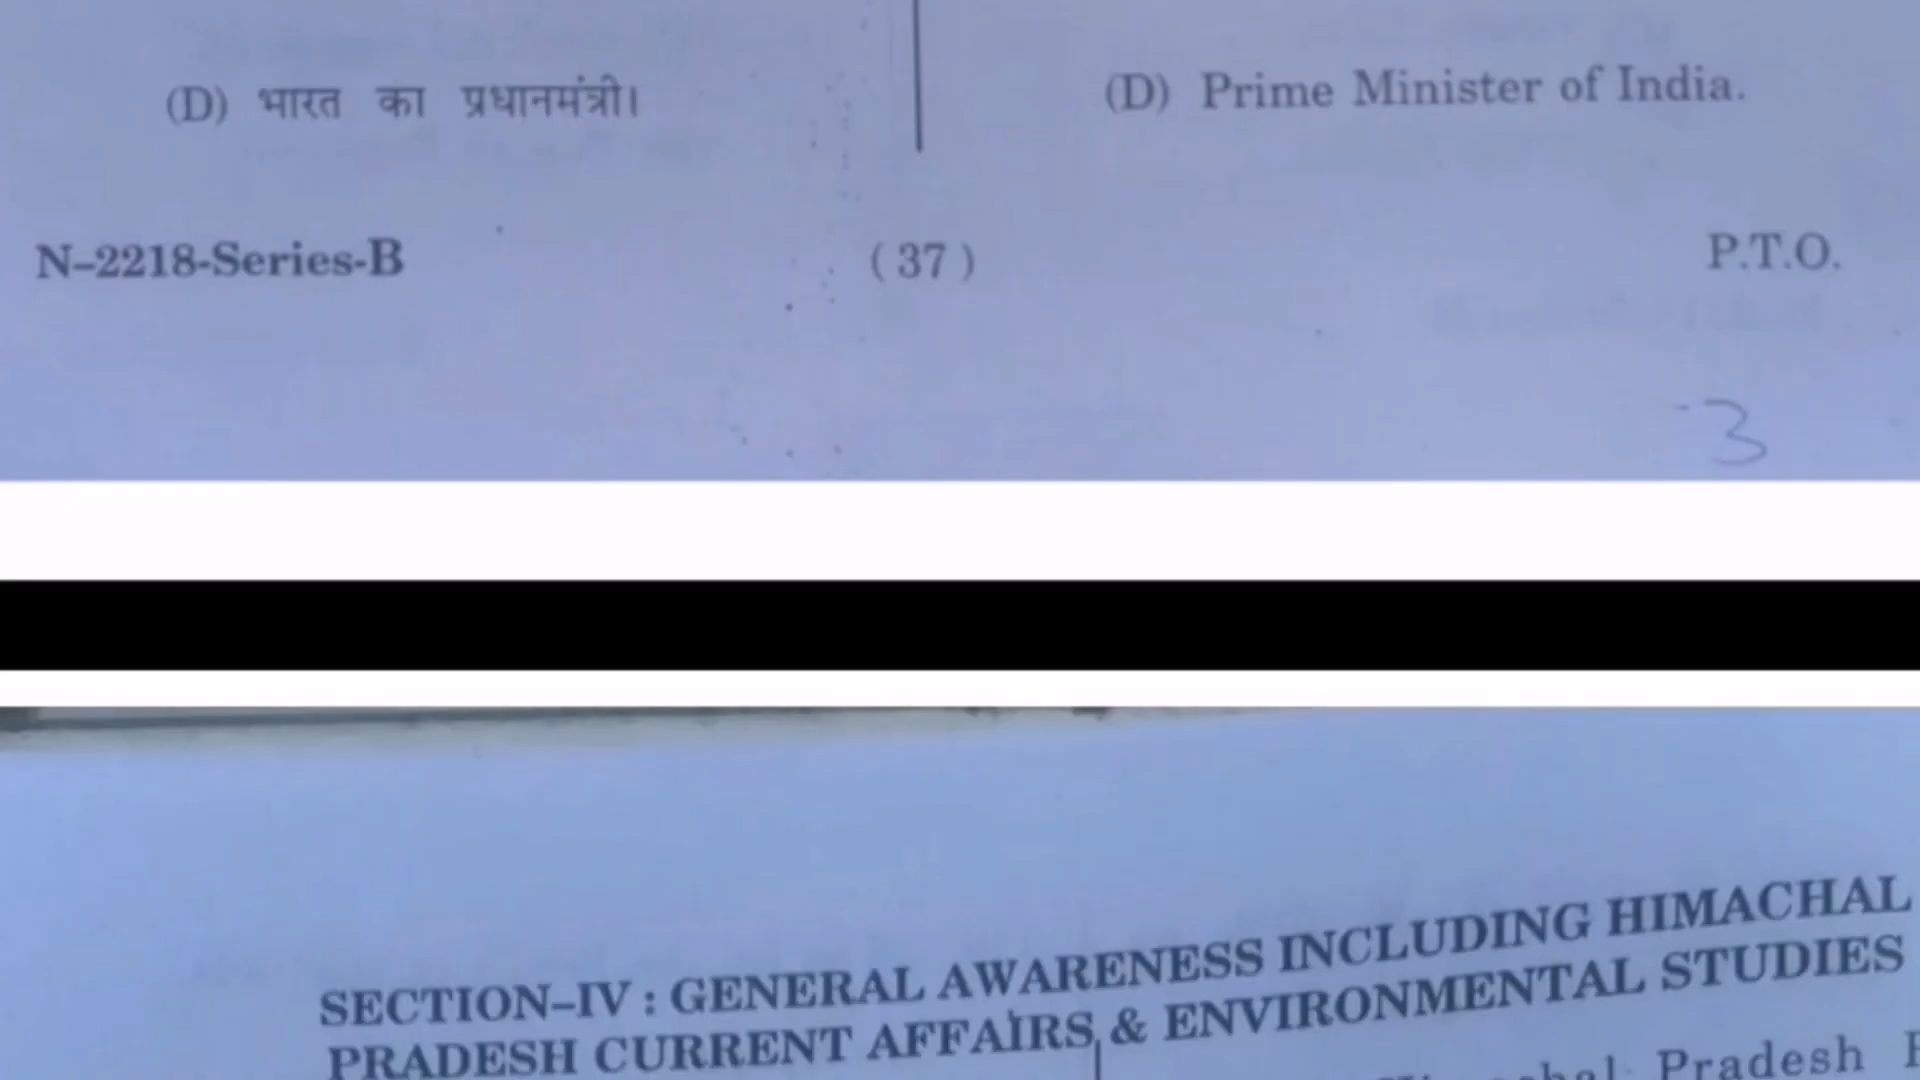 (D) भारत का प्रधानमंत्री।
(D) Prime Minister of India.
N–2218-Series-B
( 37 )
P.T.O.
3
SECTION–IV : GENERAL AWARENESS INCLUDING HIMACHAL
PRADESH CURRENT AFFAIRS & ENVIRONMENTAL STUDIES
Pradesh